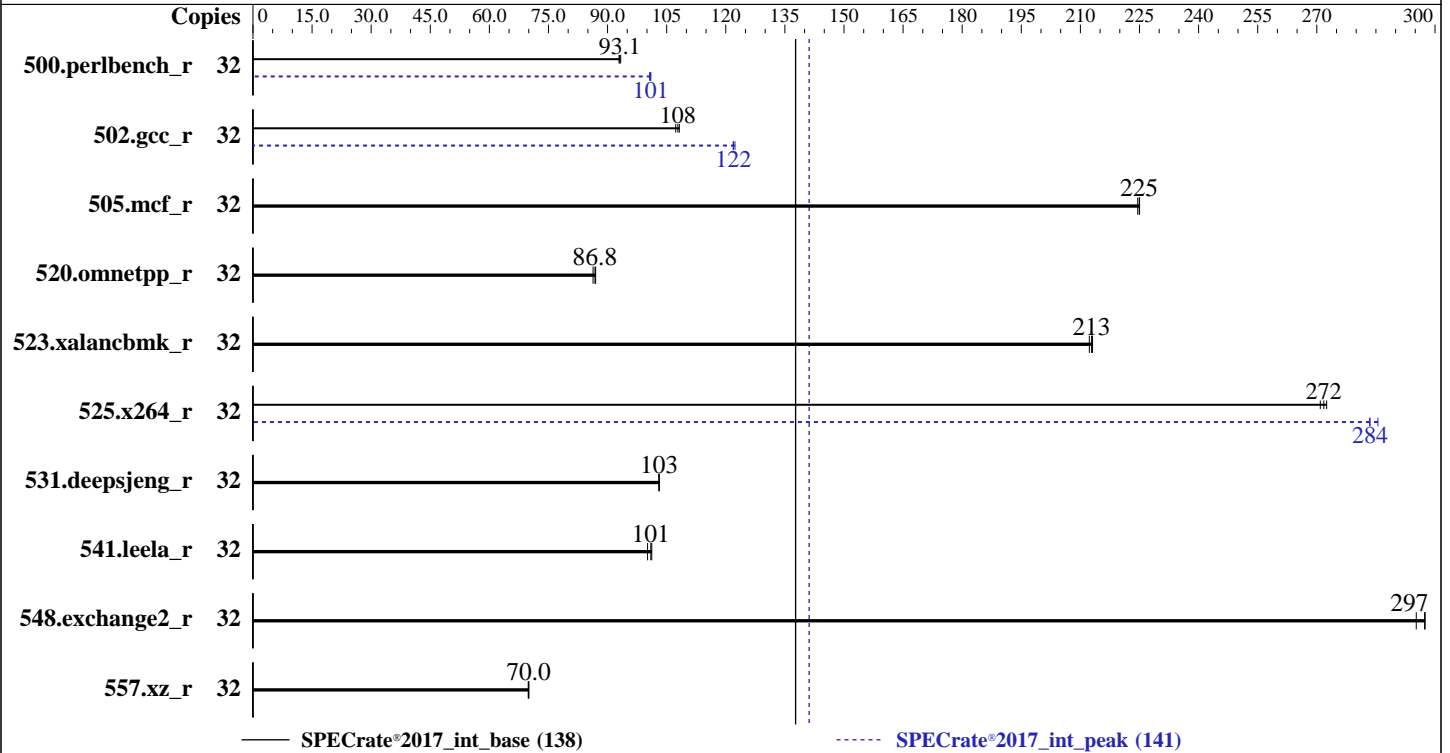 Copies 0 15.0 30.0 45.0 60.0 75.0 90.0 105 120 135 150 165 180 195 210 225 240 255 270 300
93.1
500.perlbench_r 32
101
108
502.gcc_r 32
122
225
505.mcf_r 32
86.8
520.omnetpp_r 32
213
523.xalancbmk_r 32
272
525.x264_r 32
284
103
531.deepsjeng_r 32
101
541.leela_r 32
297
548.exchange2_r 32
70.0
557.xz_r 32
SPECrate®2017_int_base (138) SPECrate®2017_int_peak (141)